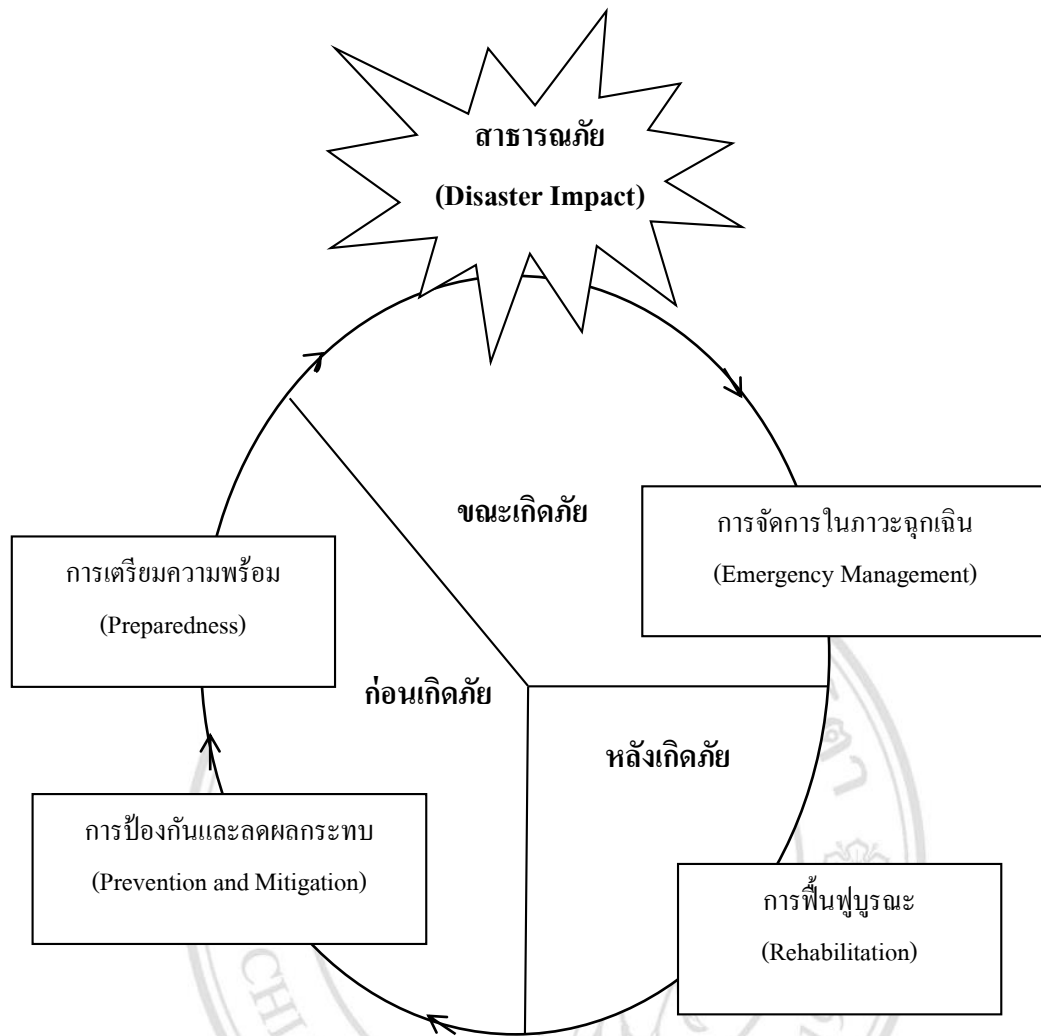 สาธารณภัย
(Disaster Impact)
ขณะเกิดภัย
การจัดการในภาวะฉุกเฉิน
(Emergency Management)
การเตรียมความพร้อม
(Preparedness)
ก่อนเกิดภัย
หลังเกิดภัย
การป้องกันและลดผลกระทบ
(Prevention and Mitigation)
การฟื้นฟูบูรณะ
(Rehabilitation)